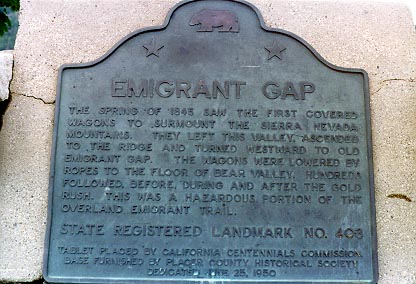 EMIGRANT GAP
THE SPRING OF 1845 SAW THE FIRST COVERED
WAGONS TO SURMOUNT THE SIERRA NEVADA
MOUNTAINS. THEY LEFT THIS VALLEY, ASCENDED
TO THE RIDGE AND TURNED WESTWARD TO OLD
EMIGRANT GAP. THE WAGONS WERE LOWERED BY
ROPES TO THE FLOOR OF BEAR VALLEY. HUNDREDS
FOLLOWED, BEFORE, DURING AND AFTER THE GOLD
RUSH. THIS WAS A HAZARDOUS PORTION OF THE
OVERLAND EMIGRANT TRAIL.
STATE REGISTERED LANDMARK NO. 403
TABLET PLACED BY CALIFORNIA CENTENNIALS COMMISSION.
BASE FURNISHED BY PLACER COUNTY HISTORICAL SOCIETY
DEDICATED JUNE 25, 1950